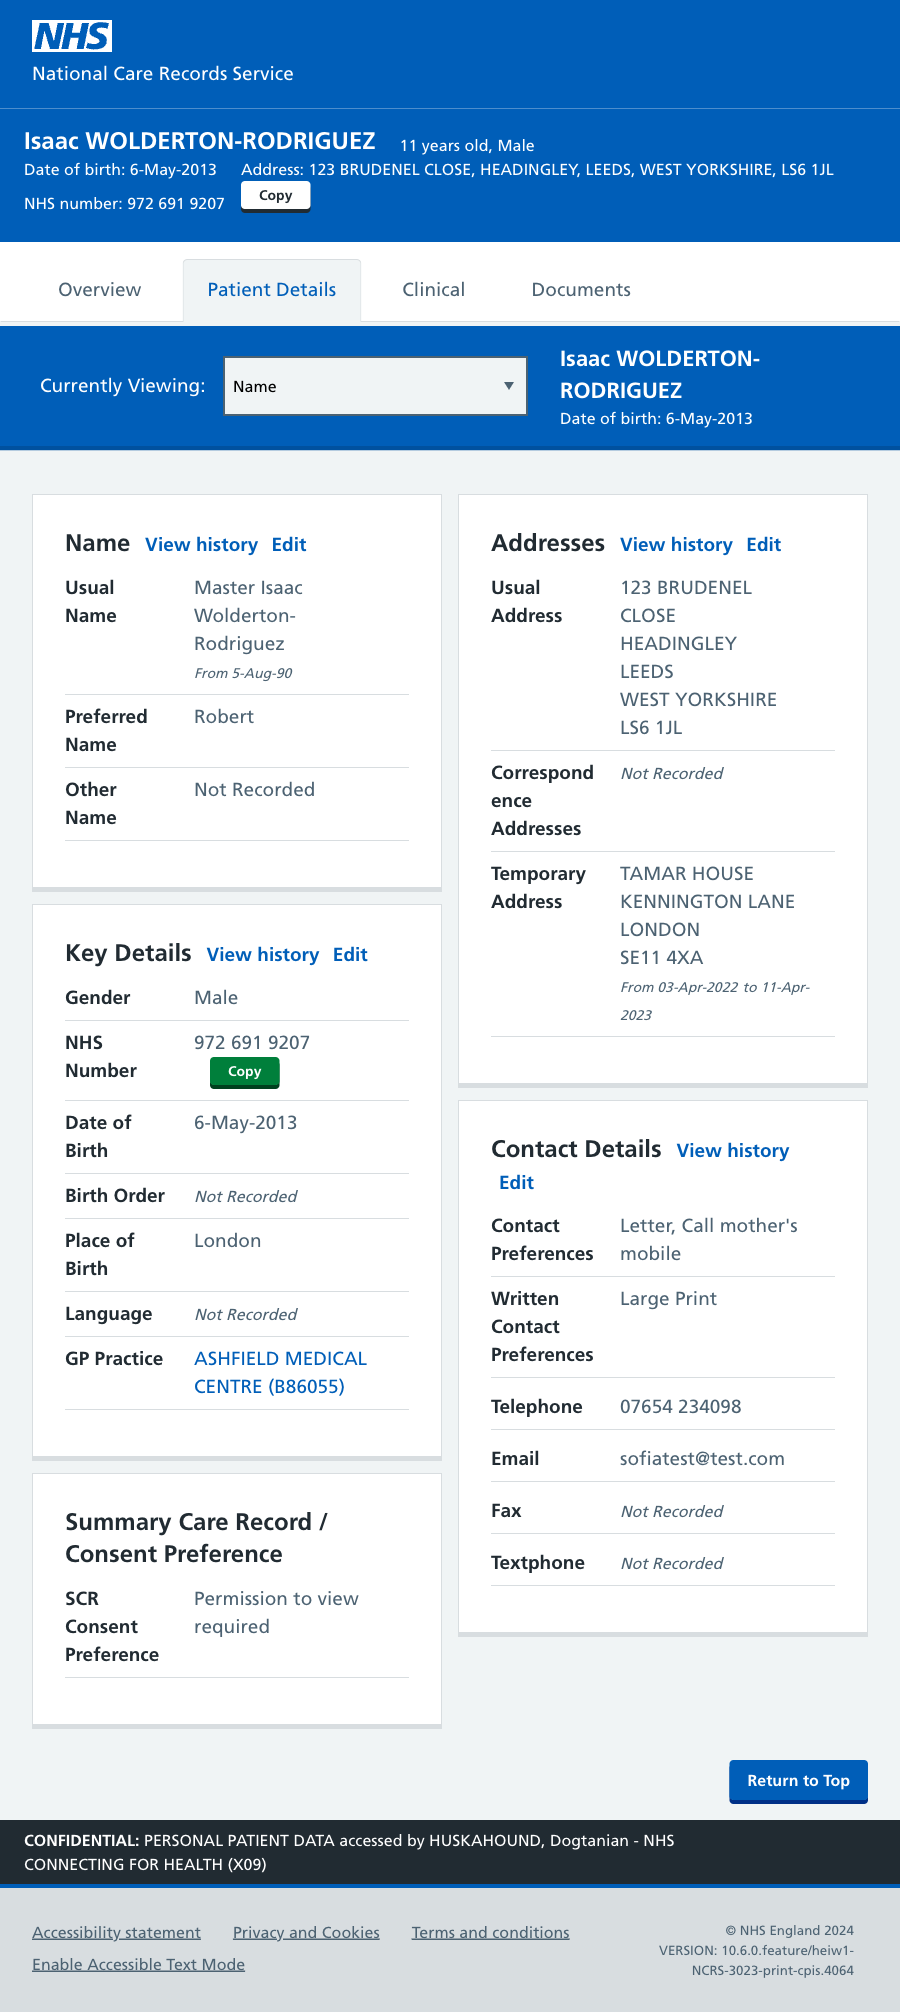 NHS
National Care Records Service
Isaac WOLDERTON-RODRIGUEZ 11 years old, Male
Date of birth: 6-May-2013 Address: 123 BRUDENEL CLOSE, HEADINGLEY, LEEDS, WEST YORKSHIRE, LS6 1JL
NHS number: 972 691 9207 Copy
Overview Patient Details Clinical Documents
Currently Viewing: Name
Isaac WOLDERTON-
RODRIGUEZ
Date of birth: 6-May-2013
Name View history Edit
Usual
Name
Master Isaac
Wolderton-
Rodriguez
From 5-Aug-90
Preferred
Name
Robert
Other
Name
Not Recorded
Key Details View history Edit
Gender Male
NHS
Number
972 691 9207
Copy
Date of
Birth
6-May-2013
Birth Order Not Recorded
Place of
Birth
London
Language Not Recorded
GP Practice ASHFIELD MEDICAL
CENTRE (B86055)
Summary Care Record /
Consent Preference
SCR
Consent
Preference
Permission to view
required
Addresses View history Edit
Usual
Address
123 BRUDENEL
CLOSE
HEADINGLEY
LEEDS
WEST YORKSHIRE
LS6 1JL
Correspond
ence
Addresses
Not Recorded
Temporary
Address
TAMAR HOUSE
KENNINGTON LANE
LONDON
SE11 4XA
From 03-Apr-2022 to 11-Apr-
2023
Contact Details View history
Edit
Contact
Preferences
Letter, Call mother's
mobile
Written
Contact
Preferences
Large Print
Telephone 07654 234098
Email sofiatest@test.com
Fax Not Recorded
Textphone Not Recorded
Return to Top
CONFIDENTIAL: PERSONAL PATIENT DATA accessed by HUSKAHOUND, Dogtanian - NHS
CONNECTING FOR HEALTH (X09)
Accessibility statement Privacy and Cookies Terms and conditions
Enable Accessible Text Mode
© NHS England 2024
VERSION: 10.6.0.feature/heiw1-
NCRS-3023-print-cpis.4064